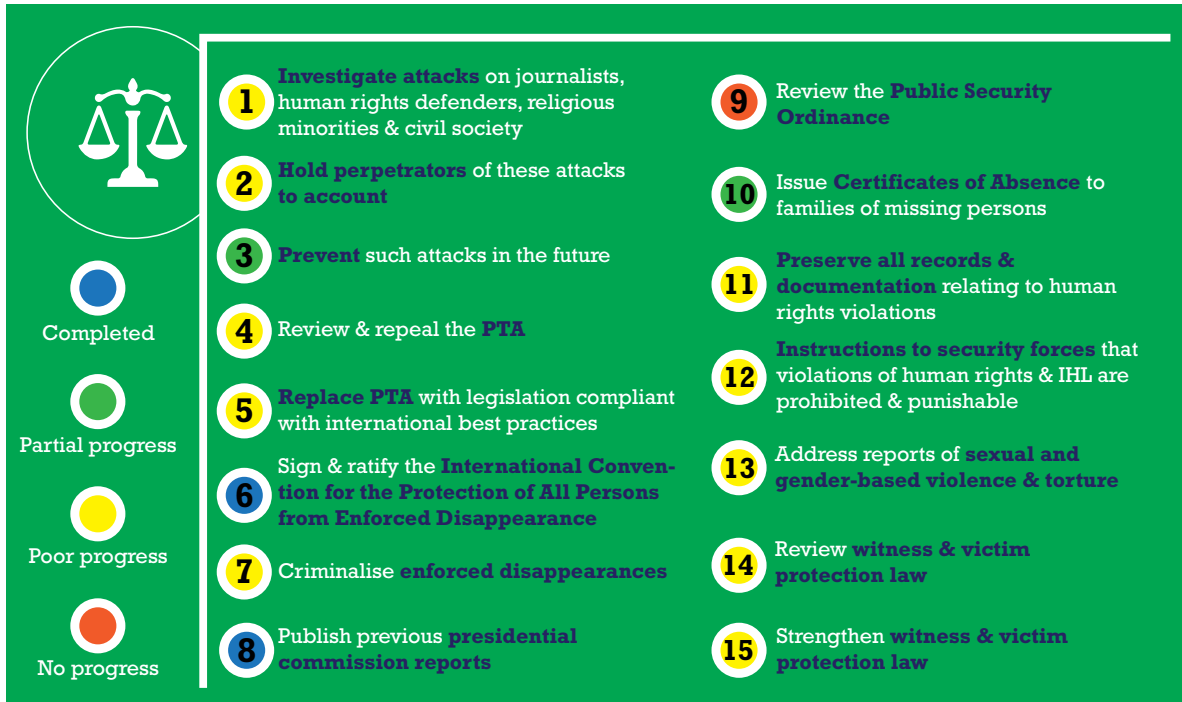 Completed
Partial progress
Poor progress
No progress
1
Investigate attacks on journalists,
human rights defenders, religious
minorities & civil society
2
Hold perpetrators of these attacks
to account
3
Prevent such attacks in the future
4
Review & repeal the PTA
5
Replace PTA with legislation compliant
with international best practices
6
Sign & ratify the International Conven-
tion for the Protection of All Persons
from Enforced Disappearance
7
Criminalise enforced disappearances
8
Publish previous presidential
commission reports
9
Review the Public Security
Ordinance
10
Issue Certificates of Absence to
families of missing persons
11
Preserve all records &
documentation relating to human
rights violations
12
Instructions to security forces that
violations of human rights & IHL are
prohibited & punishable
13
Address reports of sexual and
gender-based violence & torture
14
Review witness & victim
protection law
15
Strengthen witness & victim
protection law